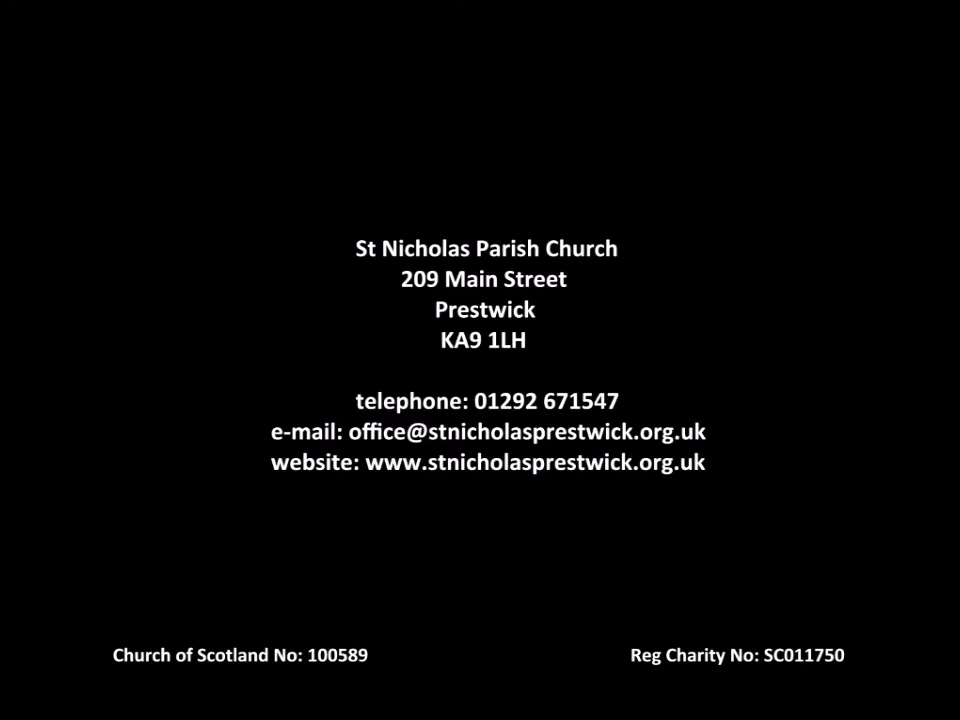 St Nicholas Parish Church
209 Main Street
Prestwick
KA9 1LH
telephone: 01292 671547
e-mail: office@stnicholasprestwick.org.uk
website: www.stnicholasprestwick.org.uk
Church of Scotland No: 100589
Reg Charity No: SC011750